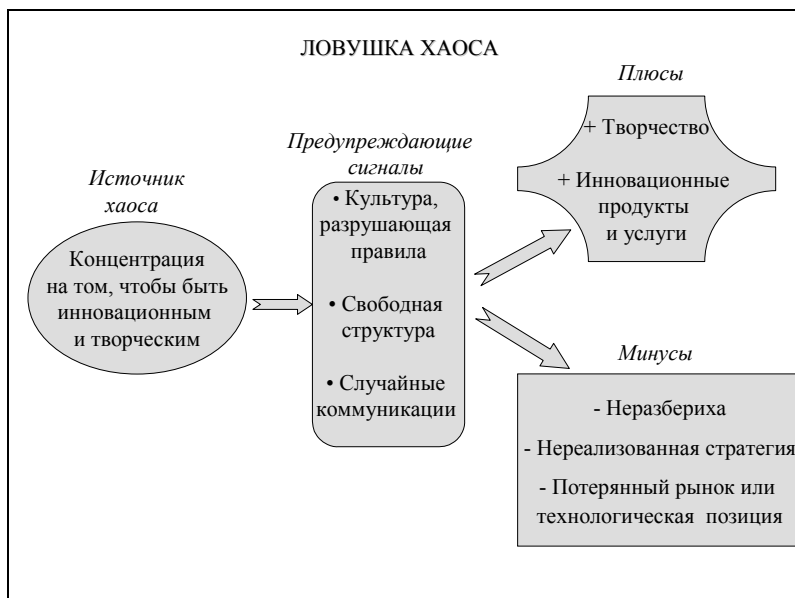 ЛОВУШКА ХАОСА
Источник
хаоса
Концентрация
на том, чтобы быть
инновационным
и творческим
Предупреждающие
сигналы
• Культура,
разрушающая
правила
• Свободная
структура
• Случайные
коммуникации
Плюсы
+ Творчество
+ Инновационные
продукты
и услуги
Минусы
- Неразбериха
- Нереализованная стратегия
- Потерянный рынок или
технологическая позиция